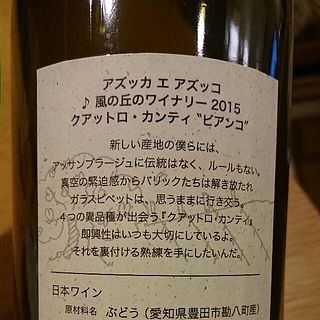 アズッカ エ アズッコ
♪ 風の丘のワイナリー 2015
クアットロ・カンティ〝ビアンコ〟
新しい産地の僕らには、
アッサンブラージュに伝統はなく、ルールもない。
真空の緊迫感からバリックたちは解き放たれ
ガラスピペットは、思うままに行き交う。
4つの異品種が出会う『クアットロ・カンティ』
即興性はいつも大切にしているよ。
それを裏付ける熟練を手にしたいんだ。
日本ワイン
原材料名 ぶどう（愛知県豊田市勘八町産）